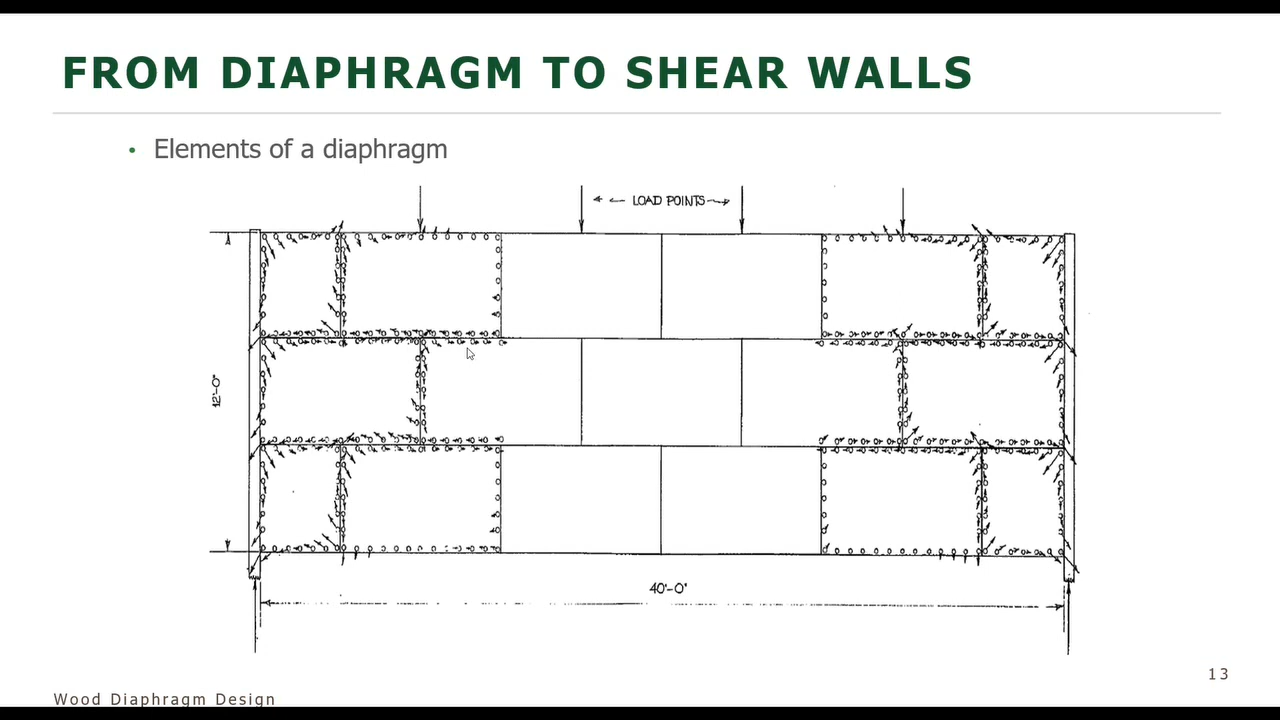 FROM DIAPHRAGM TO SHEAR WALLS
• Elements of a diaphragm
LOAD POINTS
12'-0"
40'-0"
13
Wood Diaphragm Design